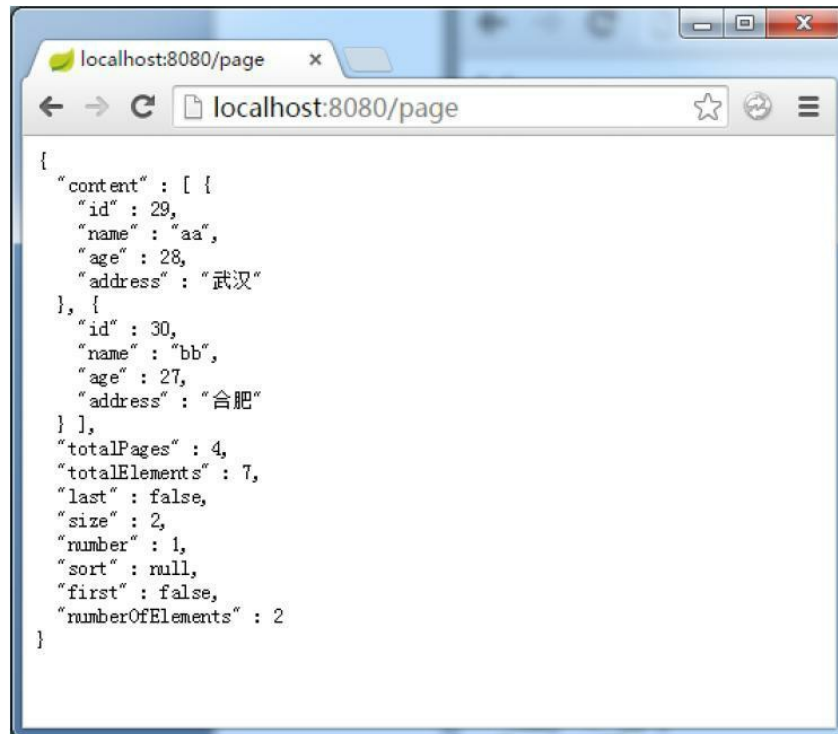 localhost:8080/page
localhost:8080/page
{
"content" : [ {
"id" : 29,
"name" : "aa",
"age" : 28,
"address" : "武汉"
}, {
"id" : 30,
"name" : "bb",
"age" : 27,
"address" : "合肥"
} ],
"totalPages" : 4,
"totalElements" : 7,
"last" : false,
"size" : 2,
"number" : 1,
"sort" : null,
"first" : false,
"numberOfElements" : 2
}